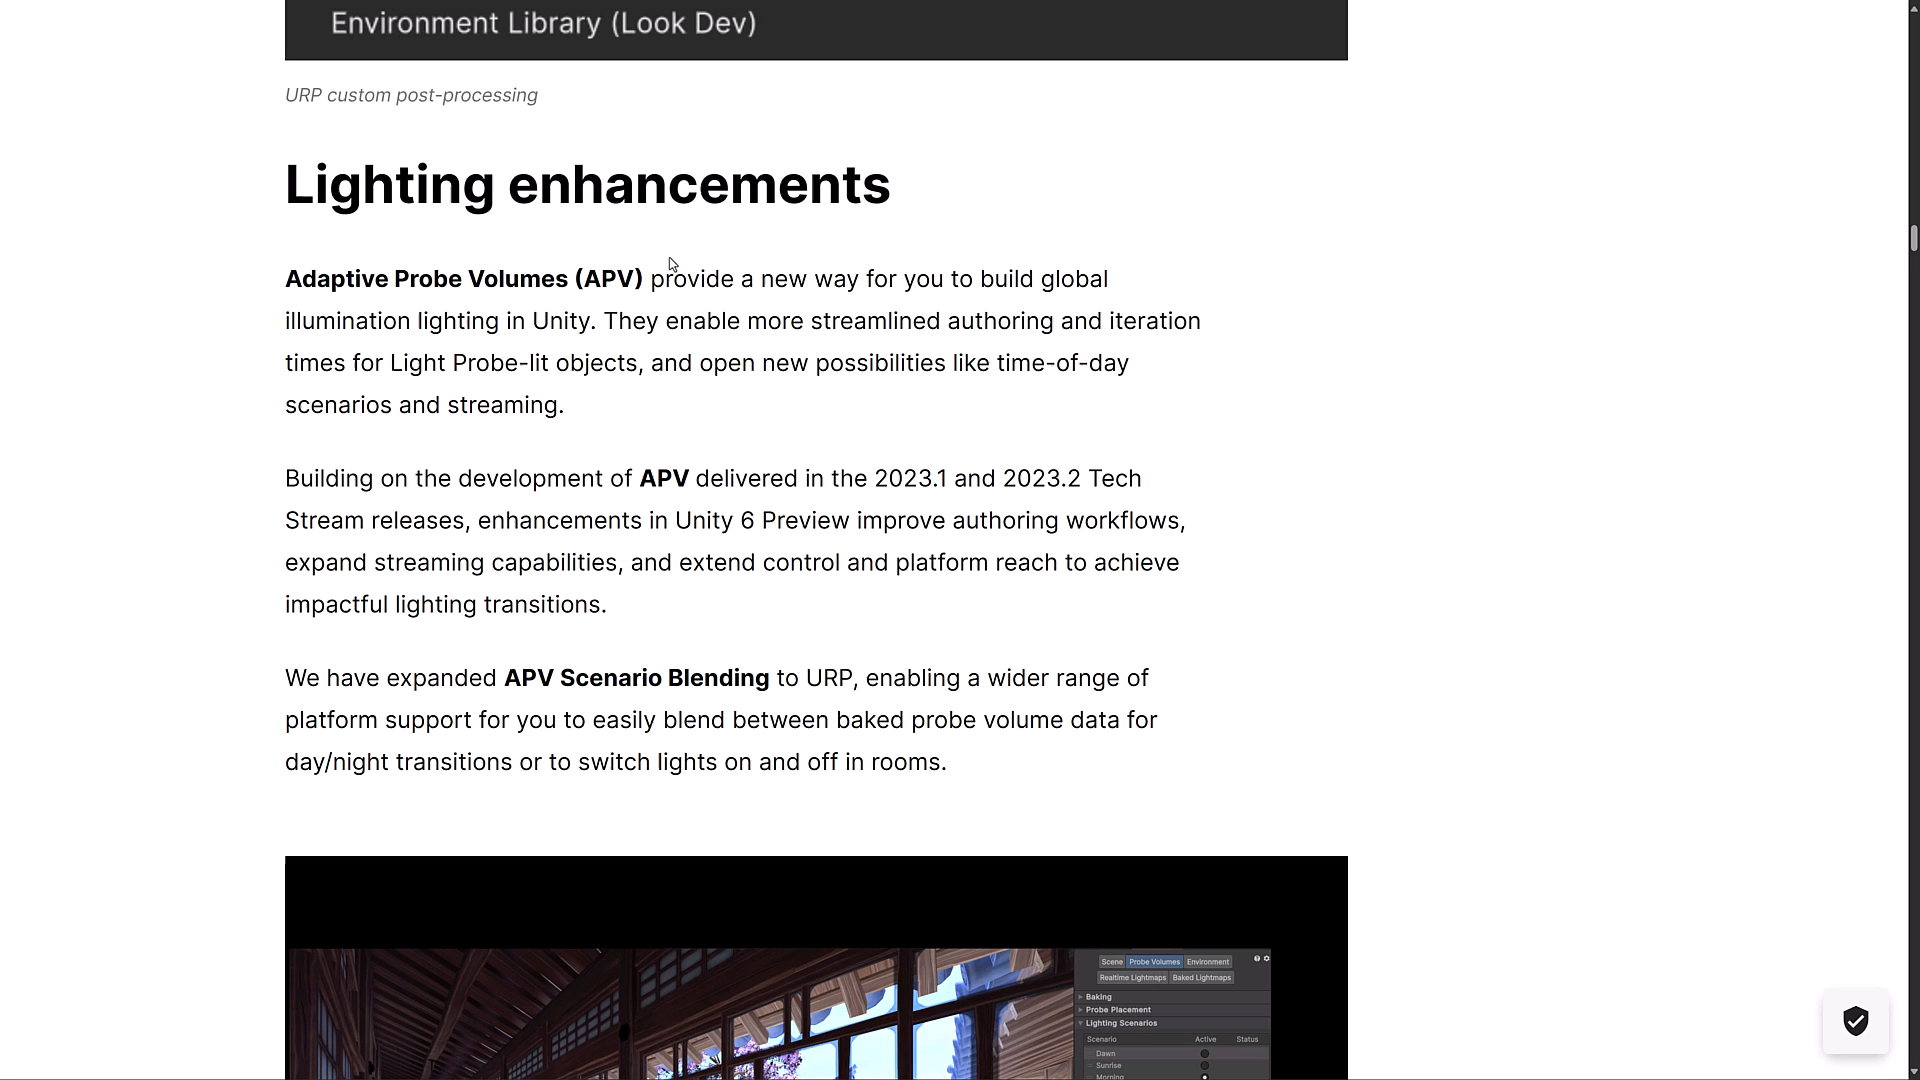 Environment Library (Look Dev)
URP custom post-processing
Lighting enhancements
Adaptive Probe Volumes (APV) provide a new way for you to build global
illumination lighting in Unity. They enable more streamlined authoring and iteration
times for Light Probe-lit objects, and open new possibilities like time-of-day
scenarios and streaming.
Building on the development of APV delivered in the 2023.1 and 2023.2 Tech
Stream releases, enhancements in Unity 6 Preview improve authoring workflows,
expand streaming capabilities, and extend control and platform reach to achieve
impactful lighting transitions.
We have expanded APV Scenario Blending to URP, enabling a wider range of
platform support for you to easily blend between baked probe volume data for
day/night transitions or to switch lights on and off in rooms.
Scene Probe Volumes Environment
Realtime Lightmaps Baked Lightmaps
Baking
Probe Placement
Lighting Scenarios
Scenario Active Status
Dawn
Sunrise
Morning